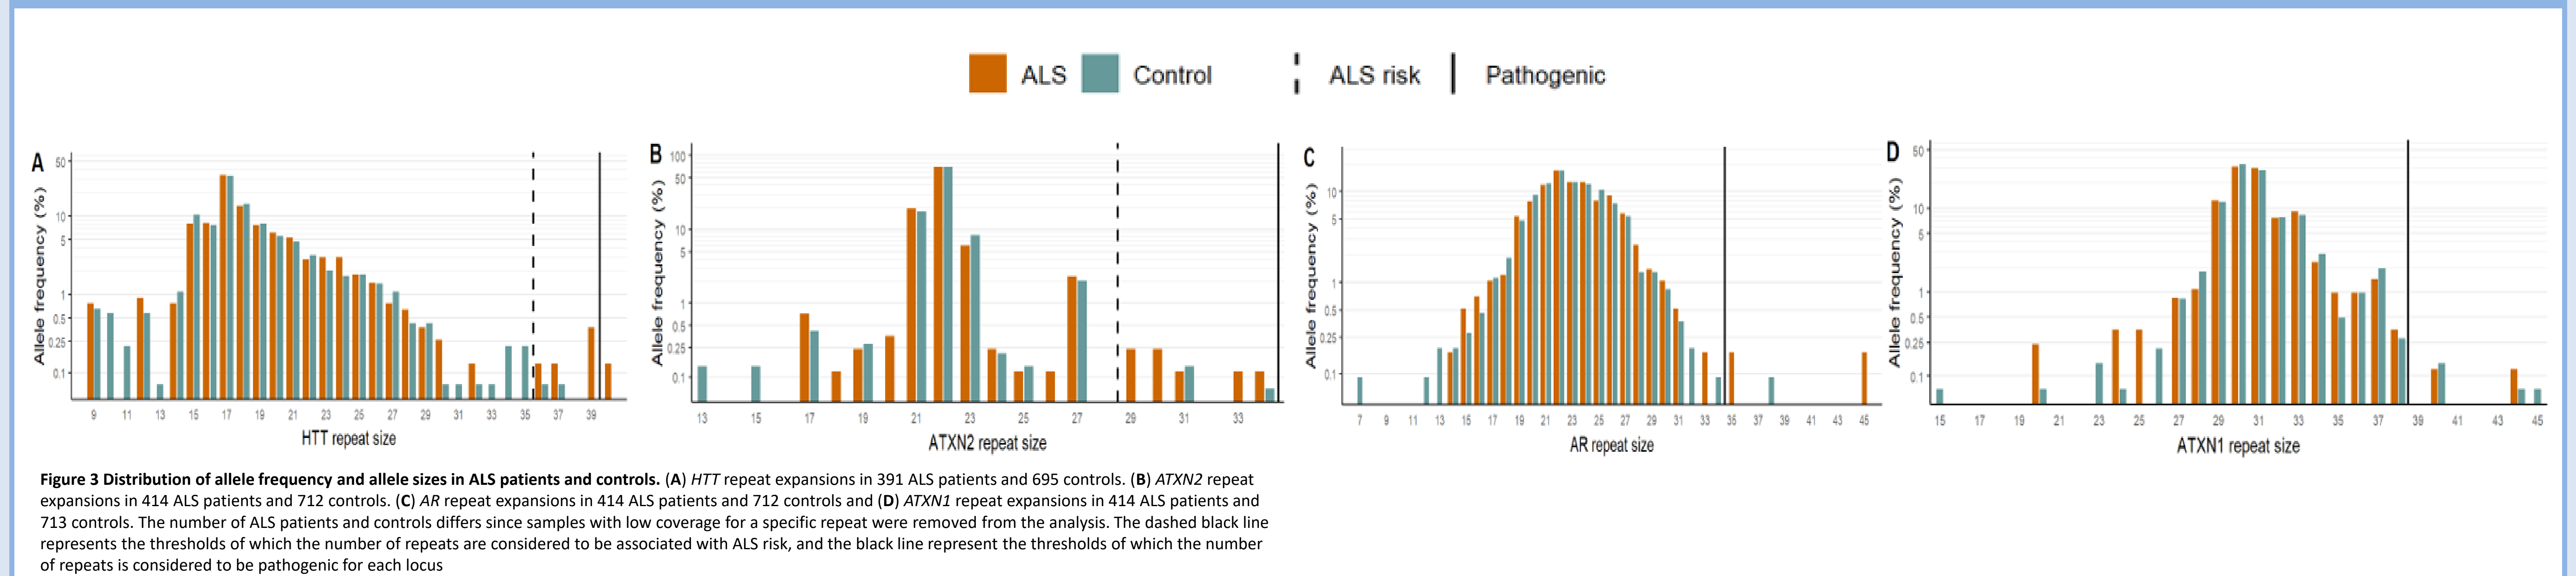 ALS Control ALS risk Pathogenic
A
50
10
5
1
0.5
0.25
0.1
Allele frequency (%)
9 11 13 15 17 19 21 23 25 27 29 31 33 35 37 39
HTT repeat size
B
100
50
10
5
1
0.5
0.25
0.1
Allele frequency (%)
13 15 17 19 21 23 25 27 29 31 33
ATXN2 repeat size
C
10
5
1
0.5
0.25
0.1
Allele frequency (%)
7 9 11 13 15 17 19 21 23 25 27 29 31 33 35 37 39 41 43 45
AR repeat size
D
50
10
5
1
0.5
0.25
0.1
Allele frequency (%)
15 17 19 21 23 25 27 29 31 33 35 37 39 41 43 45
ATXN1 repeat size
Figure 3 Distribution of allele frequency and allele sizes in ALS patients and controls. (A) HTT repeat expansions in 391 ALS patients and 695 controls. (B) ATXN2 repeat
expansions in 414 ALS patients and 712 controls. (C) AR repeat expansions in 414 ALS patients and 712 controls and (D) ATXN1 repeat expansions in 414 ALS patients and
713 controls. The number of ALS patients and controls differs since samples with low coverage for a specific repeat were removed from the analysis. The dashed black line
represents the thresholds of which the number of repeats are considered to be associated with ALS risk, and the black line represent the thresholds of which the number
of repeats is considered to be pathogenic for each locus